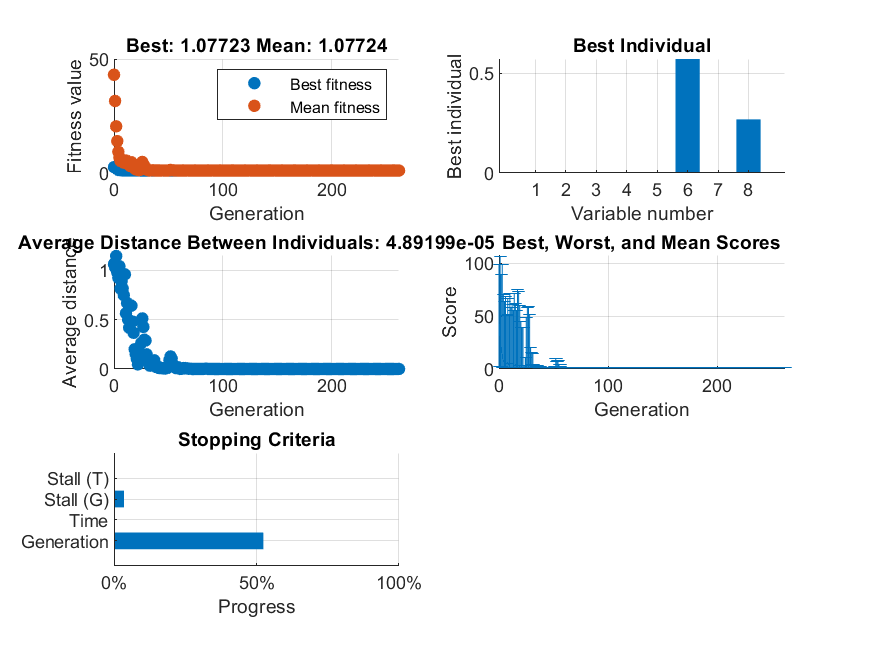 Best: 1.07723 Mean: 1.07724
Fitness value
50
0
Best fitness
Mean fitness
0 100 200
Generation
Best Individual
Best individual
0.5
0
1 2 3 4 5 6 7 8
Variable number
Average Distance Between Individuals: 4.89199e-05
Average distance
1
0.5
0
0 100 200
Generation
Best, Worst, and Mean Scores
Score
100
50
0
0 100 200
Generation
Stopping Criteria
Stall (T)
Stall (G)
Time
Generation
0% 50% 100%
Progress